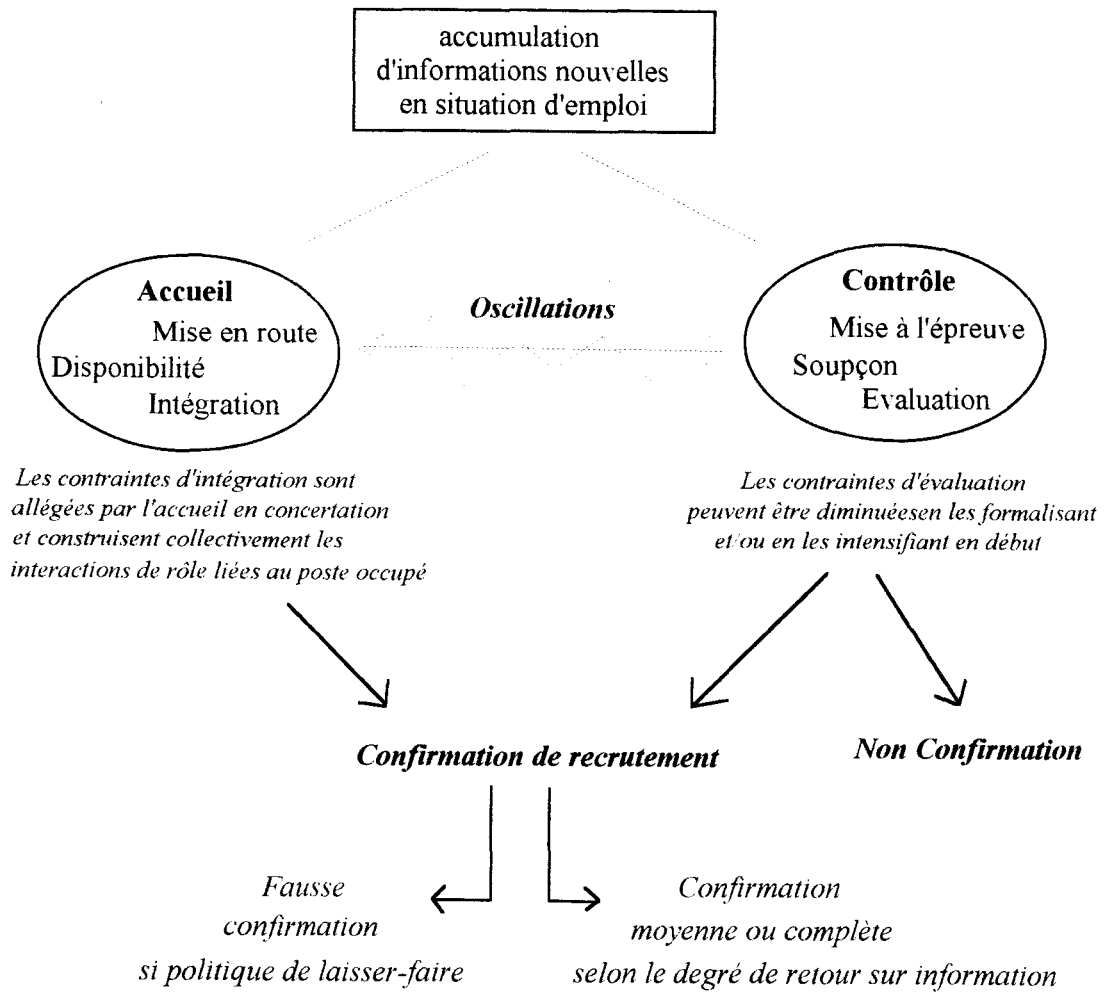 accumulation
d'informations nouvelles
en situation d'emploi
Accueil
Mise en route
Disponibilité
Intégration
Oscillations
Contrôle
Mise à l'épreuve
Soupçon
Evaluation
Les contraintes d'intégration sont
allégées par l'accueil en concertation
et construisent collectivement les
interactions de rôle liées au poste occupé
Les contraintes d'évaluation
peuvent être diminuéesen les formalisant
et/ou en les intensifiant en début
Confirmation de recrutement
Non Confirmation
Fausse
confirmation
si politique de laisser-faire
Confirmation
moyenne ou complète
selon le degré de retour sur information